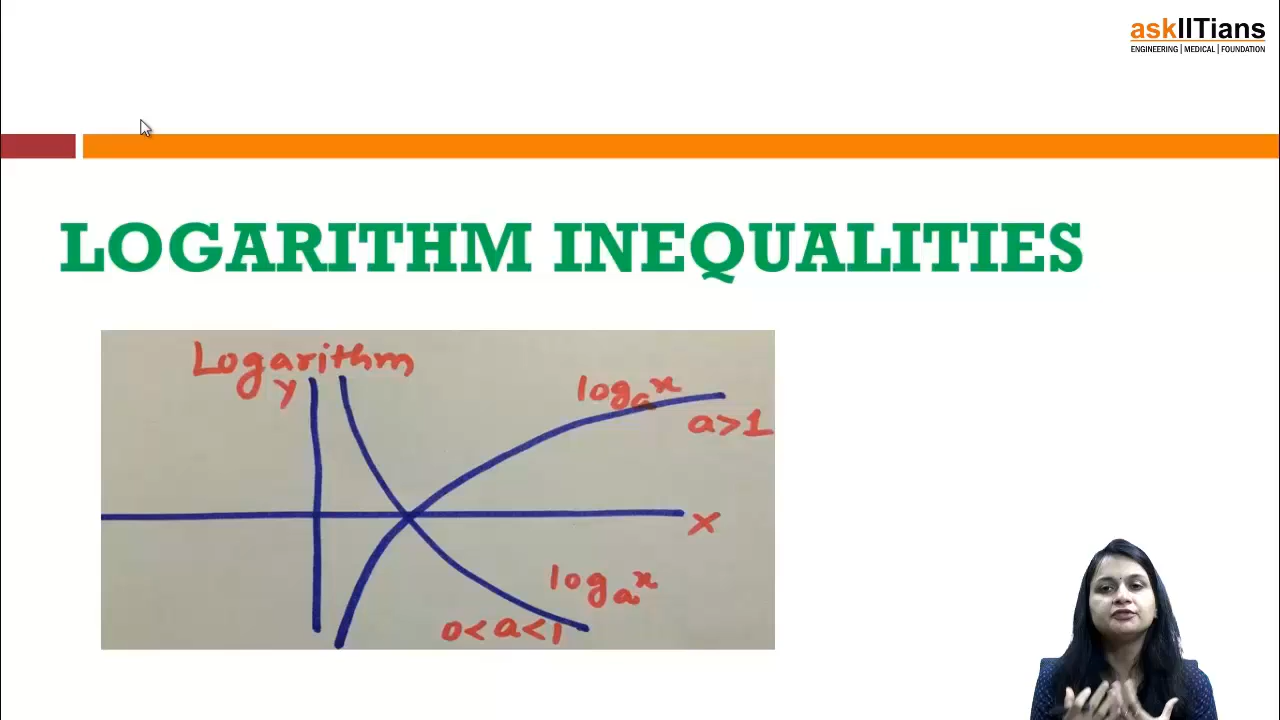 askIITians
ENGINEERING | MEDICAL | FOUNDATION
LOGARITHM INEQUALITIES
Logarithm
Y
logₐx
a>1
X
logₐx
0<a<1